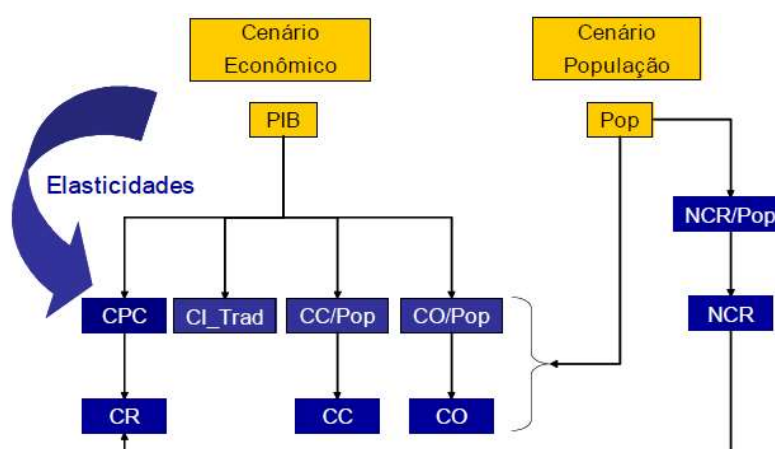 Cenário
Econômico
Cenário
População
PIB
Pop
Elasticidades
NCR/Pop
CPC
CI_Trad
CC/Pop
CO/Pop
NCR
CR
CC
CO